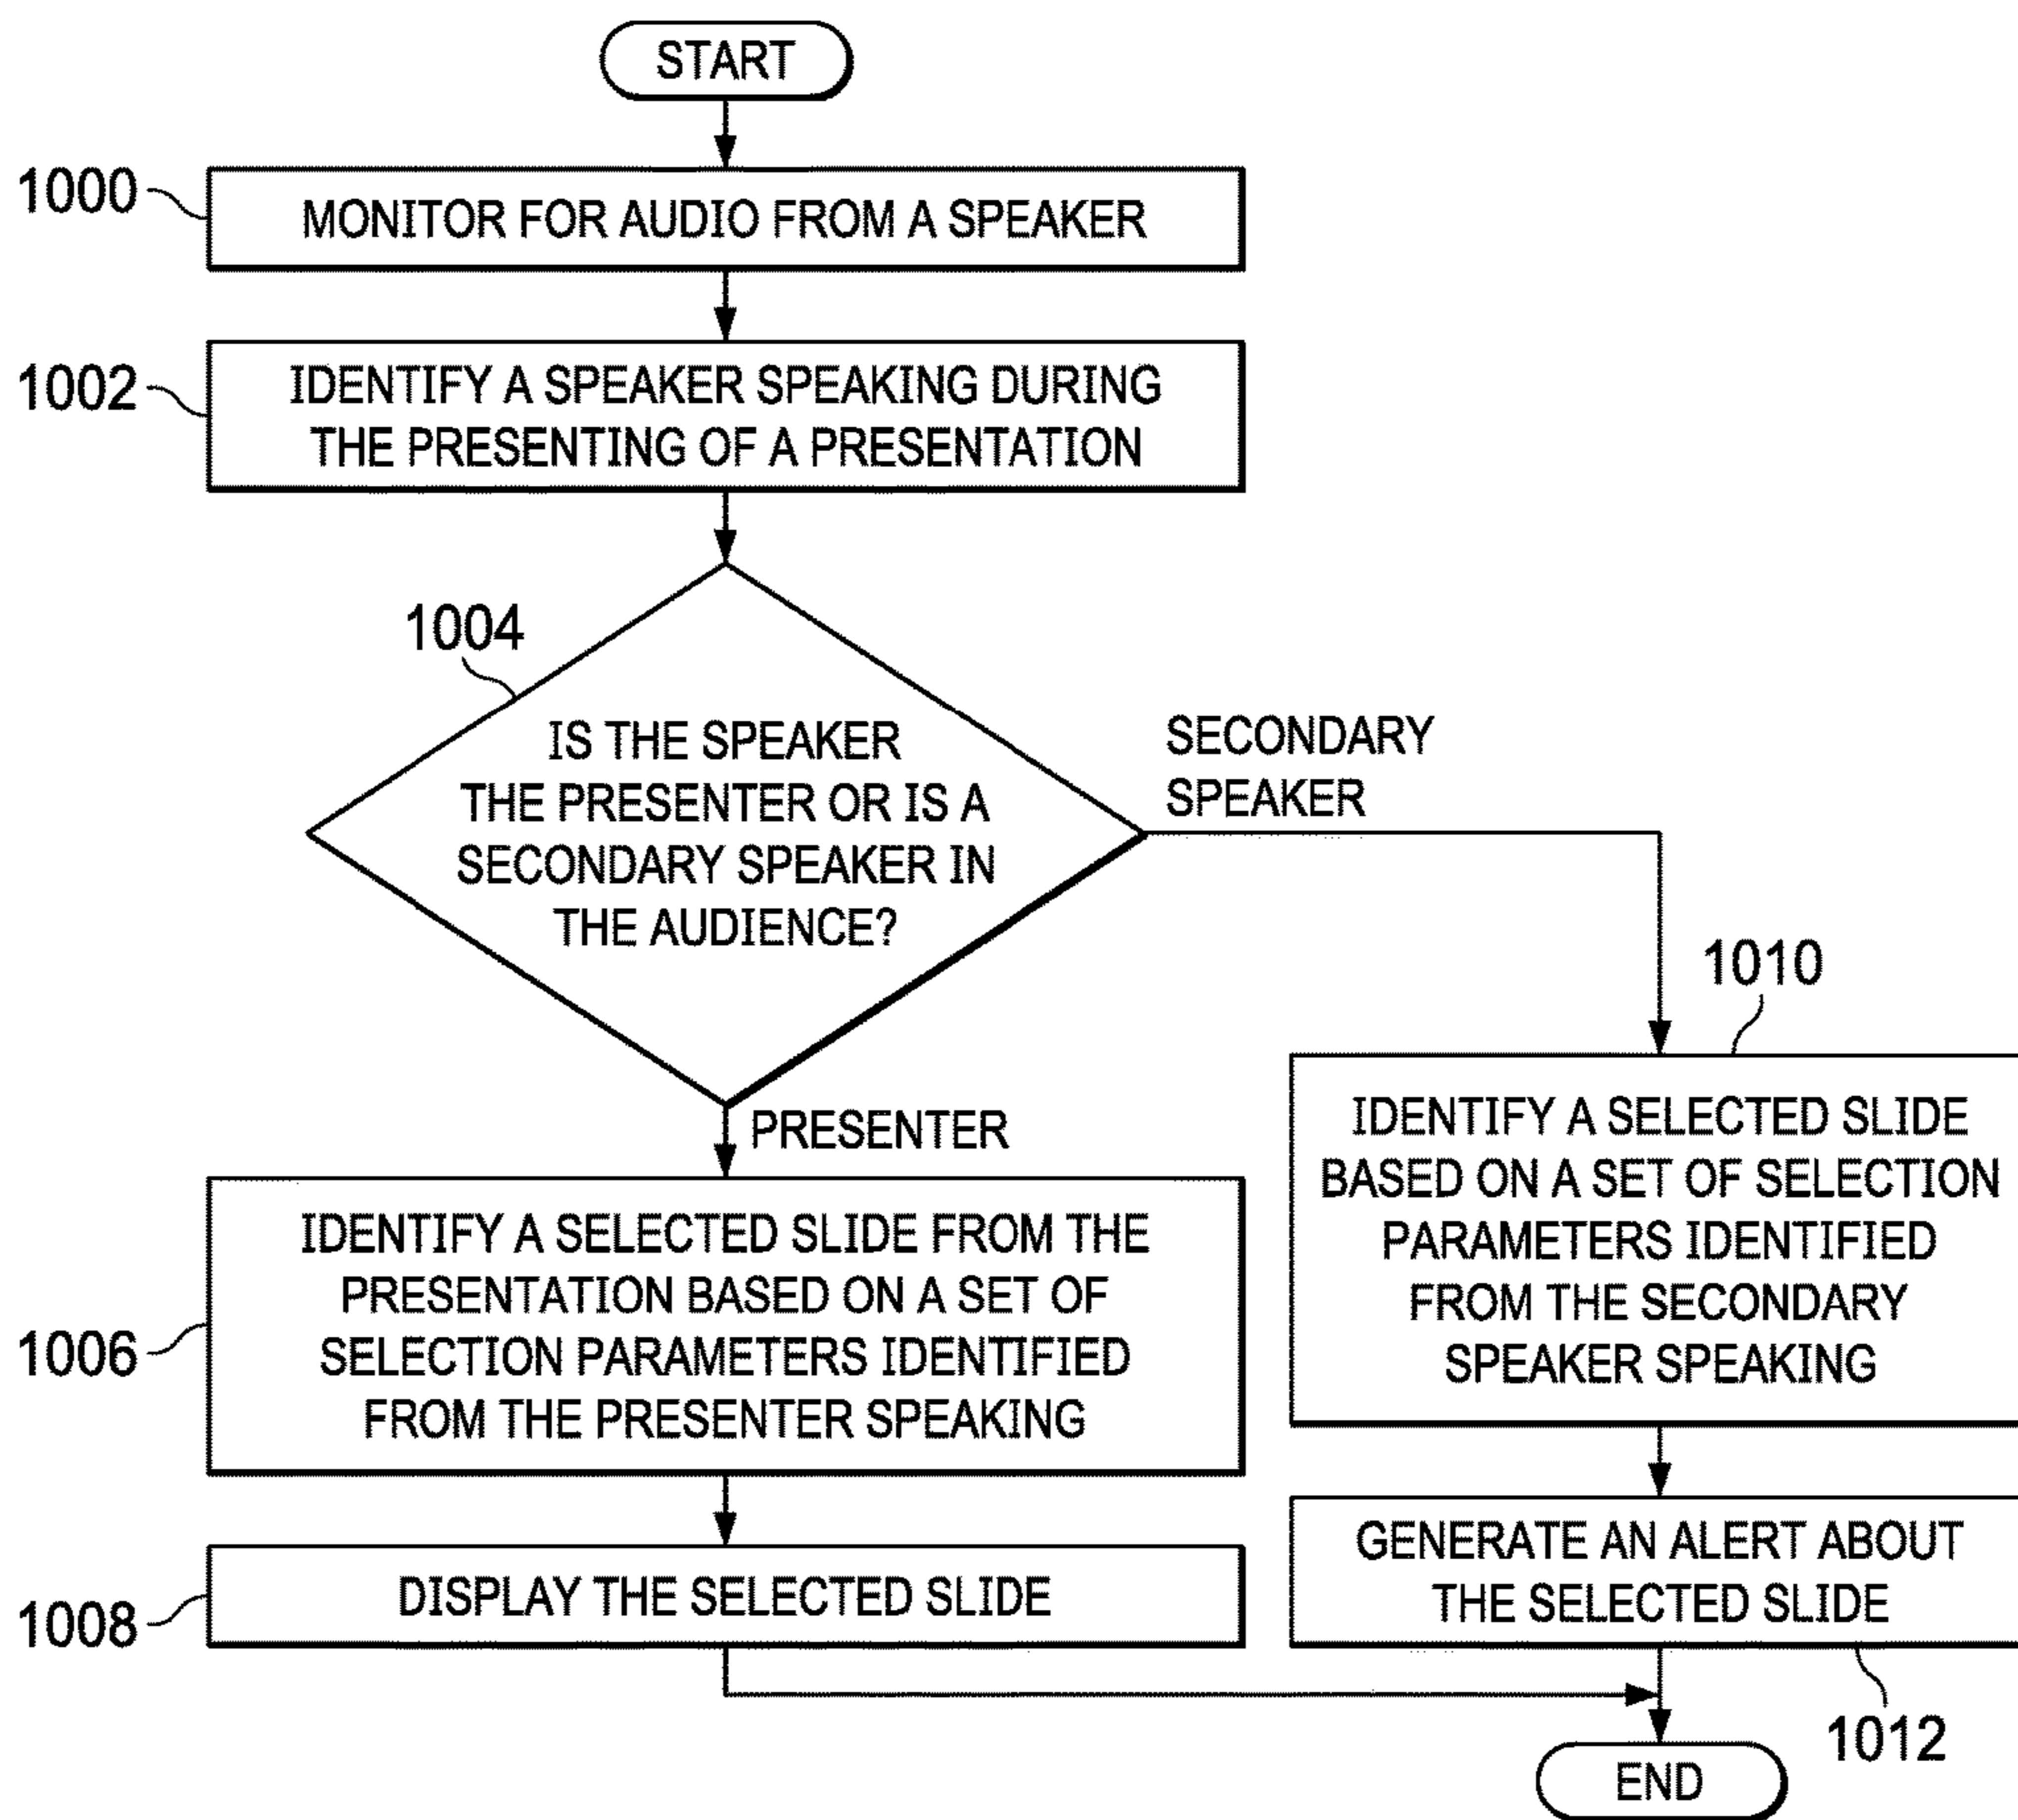 START
1000
MONITOR FOR AUDIO FROM A SPEAKER
1002
IDENTIFY A SPEAKER SPEAKING DURING
THE PRESENTING OF A PRESENTATION
1004
IS THE SPEAKER
THE PRESENTER OR IS A
SECONDARY SPEAKER IN
THE AUDIENCE?
SECONDARY
SPEAKER
PRESENTER
1006
IDENTIFY A SELECTED SLIDE FROM THE
PRESENTATION BASED ON A SET OF
SELECTION PARAMETERS IDENTIFIED
FROM THE PRESENTER SPEAKING
1008
DISPLAY THE SELECTED SLIDE
1010
IDENTIFY A SELECTED SLIDE
BASED ON A SET OF SELECTION
PARAMETERS IDENTIFIED
FROM THE SECONDARY
SPEAKER SPEAKING
GENERATE AN ALERT ABOUT
THE SELECTED SLIDE
1012
END